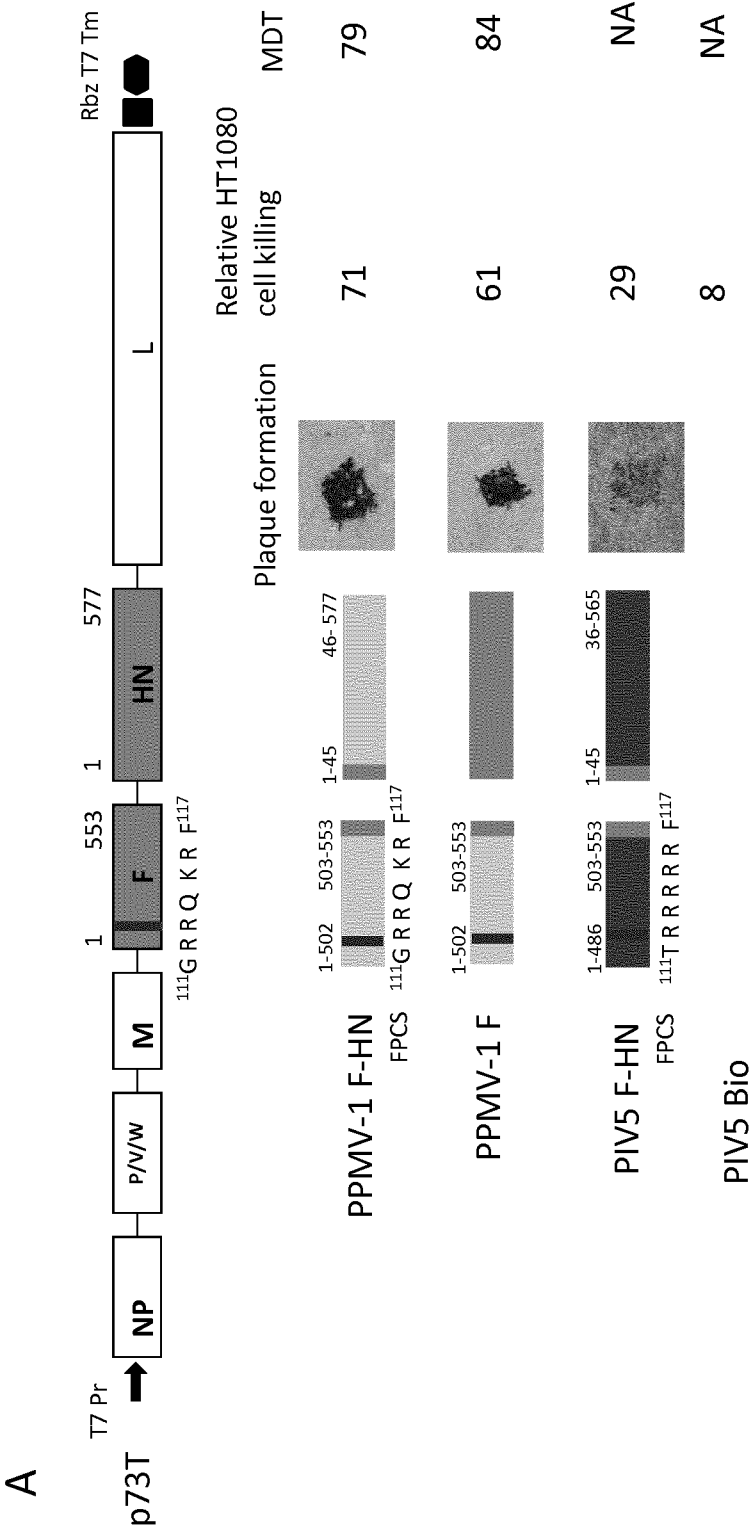 A
p73T
T7 Pr
NP
P/V/W
M
1 553
F
1 577
HN
L
Rbz T7 Tm
¹¹¹G R R Q K R F¹¹⁷
Plaque formation
Relative HT1080
cell killing
MDT
PPMV-1 F-HN
1-502 503-553
1-45 46- 577
71
79
FPCS
¹¹¹G R R Q K R F¹¹⁷
PPMV-1 F
1-502 503-553
61
84
PIV5 F-HN
1-486 503-553
1-45 36-565
29
NA
FPCS
¹¹¹T R R R R R F¹¹⁷
PIV5 Bio
8
NA